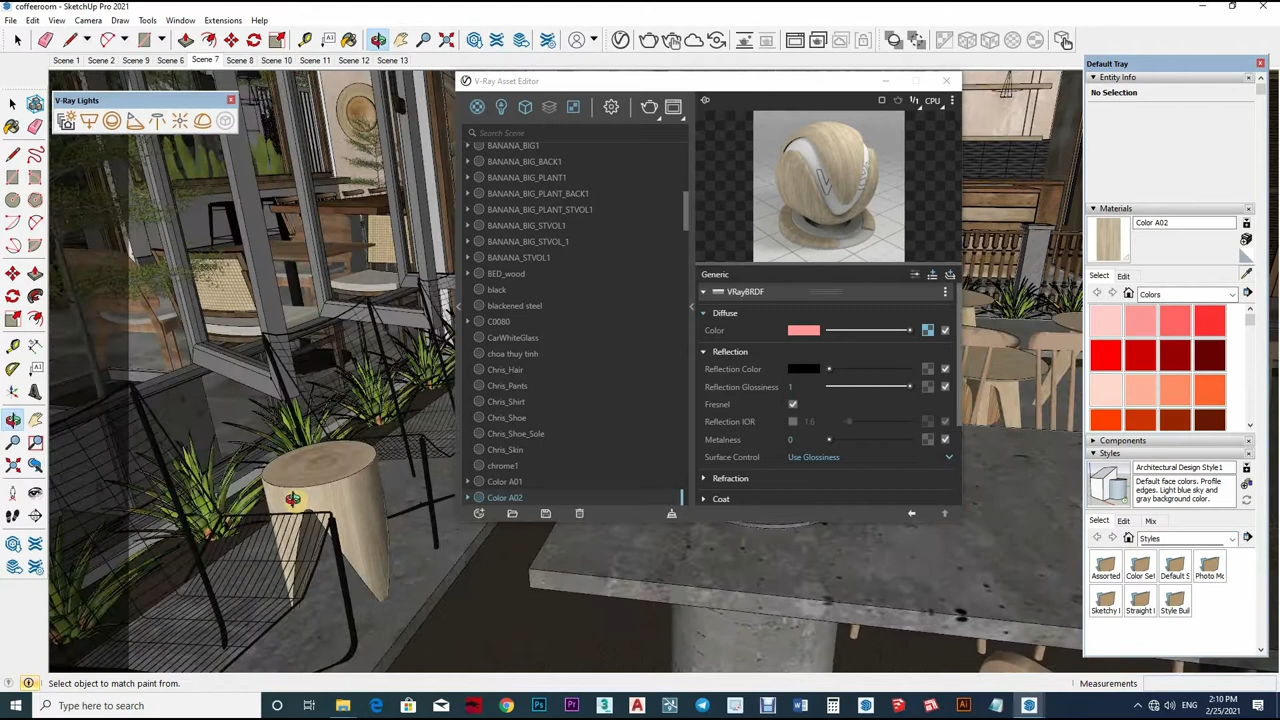 coffeeroom - SketchUp Pro 2021
File Edit View Camera Draw Tools Window Extensions Help
Scene 1 Scene 2 Scene 9 Scene 6 Scene 7 Scene 8 Scene 10 Scene 11 Scene 12 Scene 13
V-Ray Lights
V-Ray Asset Editor
CPU
Search Scene
BANANA_BIG1
BANANA_BIG_BACK1
BANANA_BIG_PLANT1
BANANA_BIG_PLANT_BACK1
BANANA_BIG_PLANT_STVOL1
BANANA_BIG_STVOL1
BANANA_BIG_STVOL_1
BANANA_STVOL1
BED_wood
black
blackened steel
C0080
CarWhiteGlass
choa thuy tinh
Chris_Hair
Chris_Pants
Chris_Shirt
Chris_Shoe
Chris_Shoe_Sole
Chris_Skin
chrome1
Color A01
Color A02
Generic
VRayBRDF
Diffuse
Color
Reflection
Reflection Color
Reflection Glossiness 1
Fresnel
Reflection IOR 1.6
Metalness 0
Surface Control Use Glossiness
Refraction
Coat
Default Tray
Entity Info
No Selection
Materials
Color A02
Select Edit
Colors
Components
Styles
Architectural Design Style1
Default face colors. Profile
edges. Light blue sky and
gray background color.
Select Edit Mix
Styles
Assorted Color Se Default S Photo Mo
Sketchy Straight Style Buil
Select object to match paint from.
Measurements
Type here to search
ENG
2:10 PM
2/25/2021